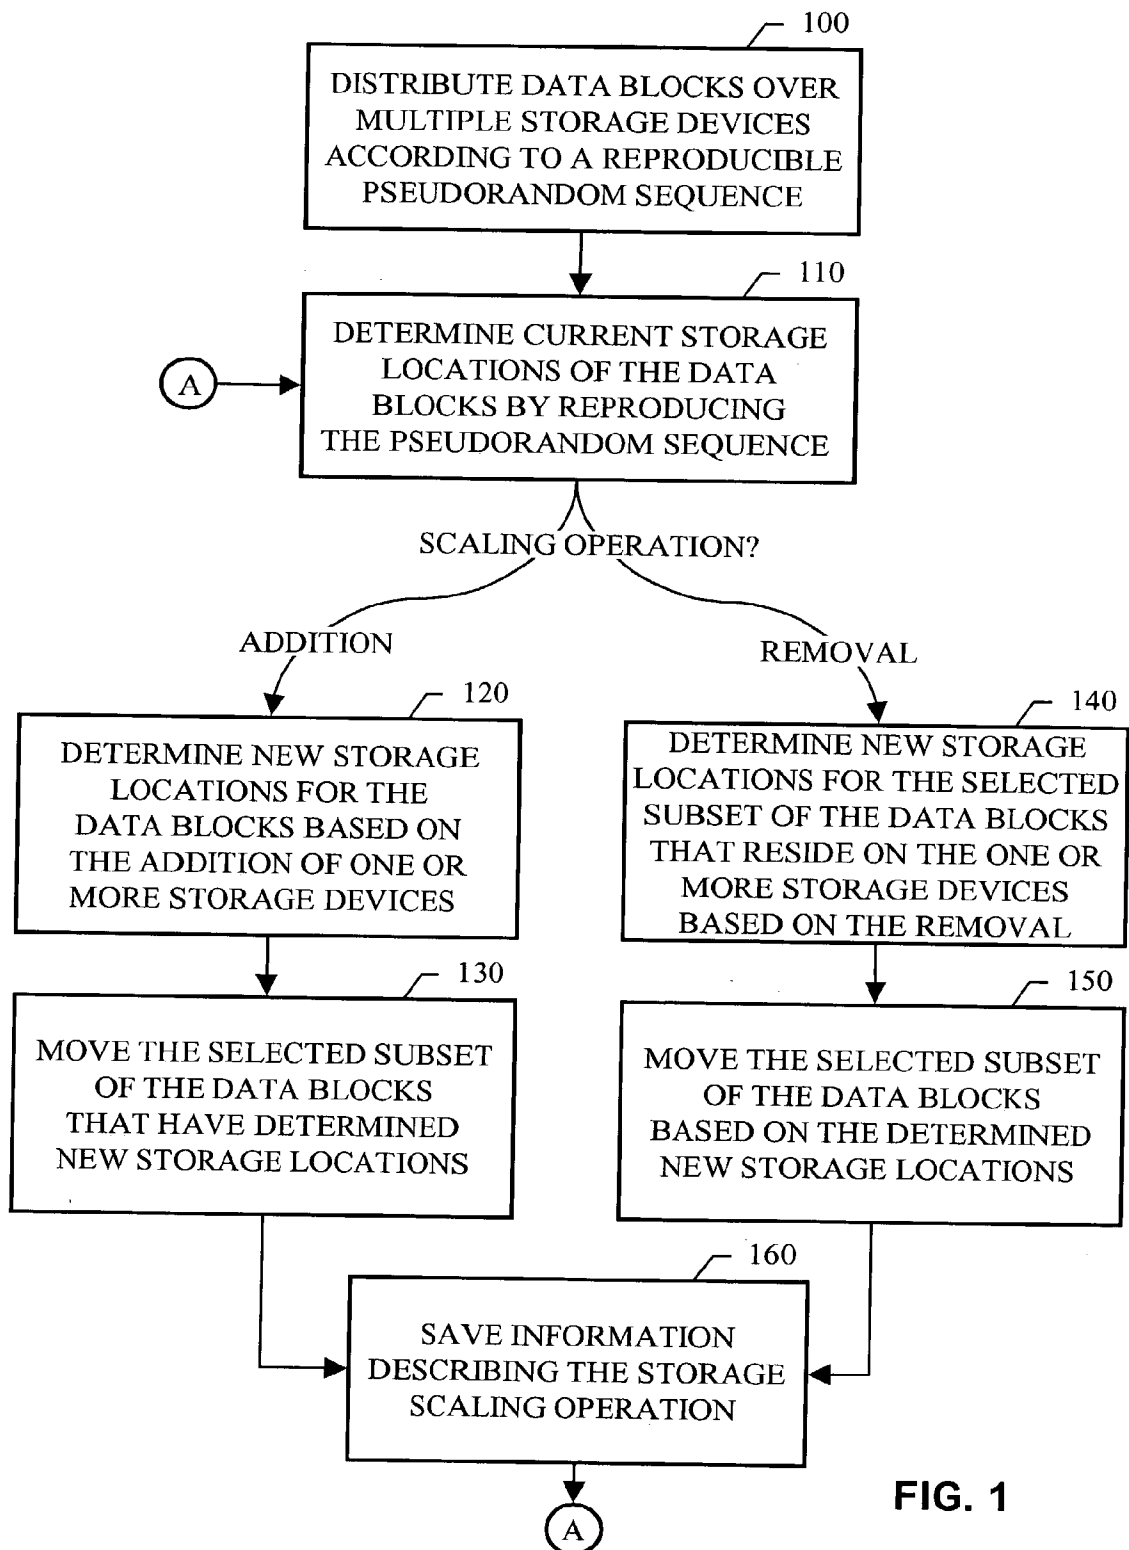 100
DISTRIBUTE DATA BLOCKS OVER
MULTIPLE STORAGE DEVICES
ACCORDING TO A REPRODUCIBLE
PSEUDORANDOM SEQUENCE
110
DETERMINE CURRENT STORAGE
LOCATIONS OF THE DATA
BLOCKS BY REPRODUCING
THE PSEUDORANDOM SEQUENCE
A
SCALING OPERATION?
ADDITION
REMOVAL
120
DETERMINE NEW STORAGE
LOCATIONS FOR THE
DATA BLOCKS BASED ON
THE ADDITION OF ONE OR
MORE STORAGE DEVICES
140
DETERMINE NEW STORAGE
LOCATIONS FOR THE SELECTED
SUBSET OF THE DATA BLOCKS
THAT RESIDE ON THE ONE OR
MORE STORAGE DEVICES
BASED ON THE REMOVAL
130
MOVE THE SELECTED SUBSET
OF THE DATA BLOCKS
THAT HAVE DETERMINED
NEW STORAGE LOCATIONS
150
MOVE THE SELECTED SUBSET
OF THE DATA BLOCKS
BASED ON THE DETERMINED
NEW STORAGE LOCATIONS
160
SAVE INFORMATION
DESCRIBING THE STORAGE
SCALING OPERATION
A
FIG. 1